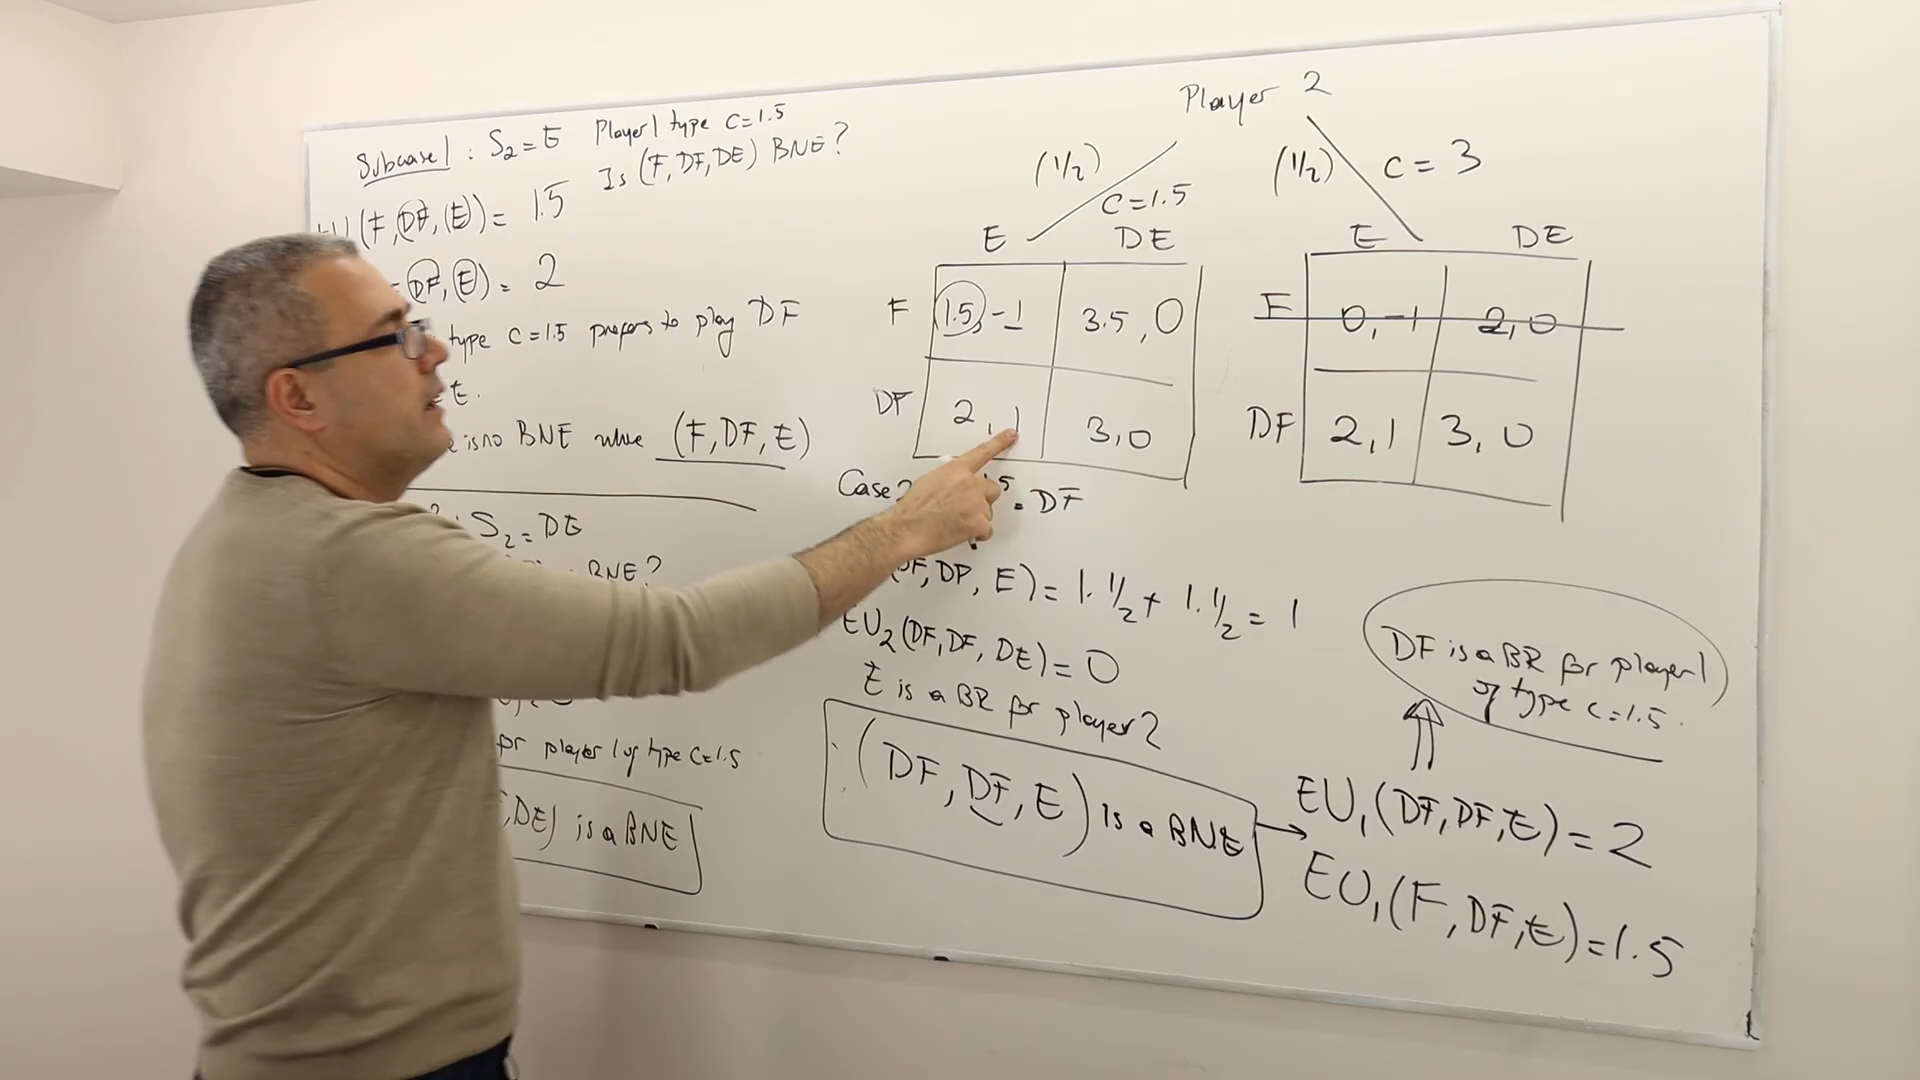 Subcase 1 : S2 = E Player 1 type c=1.5
Is (F, DF, DE) BNE?
(F, DF, (E)) = 1.5
DF, E) = 2
type c=1.5 prefers to play DF
E.
is no BNE where (F, DF, E)
S2 = DE
BNE?
for player 1 of type c=1.5
, DE) is a BNE
Player 2
(1/2) (1/2) c = 3
c=1.5
E DE
F 1.5, -1 3.5, 0
DF 2, 1 3, 0
E DE
F 0, -1 2, 0
DF 2, 1 3, 0
Case 2 = DF
DF, E) = 1.1/2 + 1.1/2 = 1
EU2 (DF, DF, DE) = 0
E is a BR for player 2
(DF, DF, E) is a BNE
DF is a BR for player 1
of type c=1.5.
EU1 (DF, DF, E) = 2
EU1 (F, DF, E) = 1.5